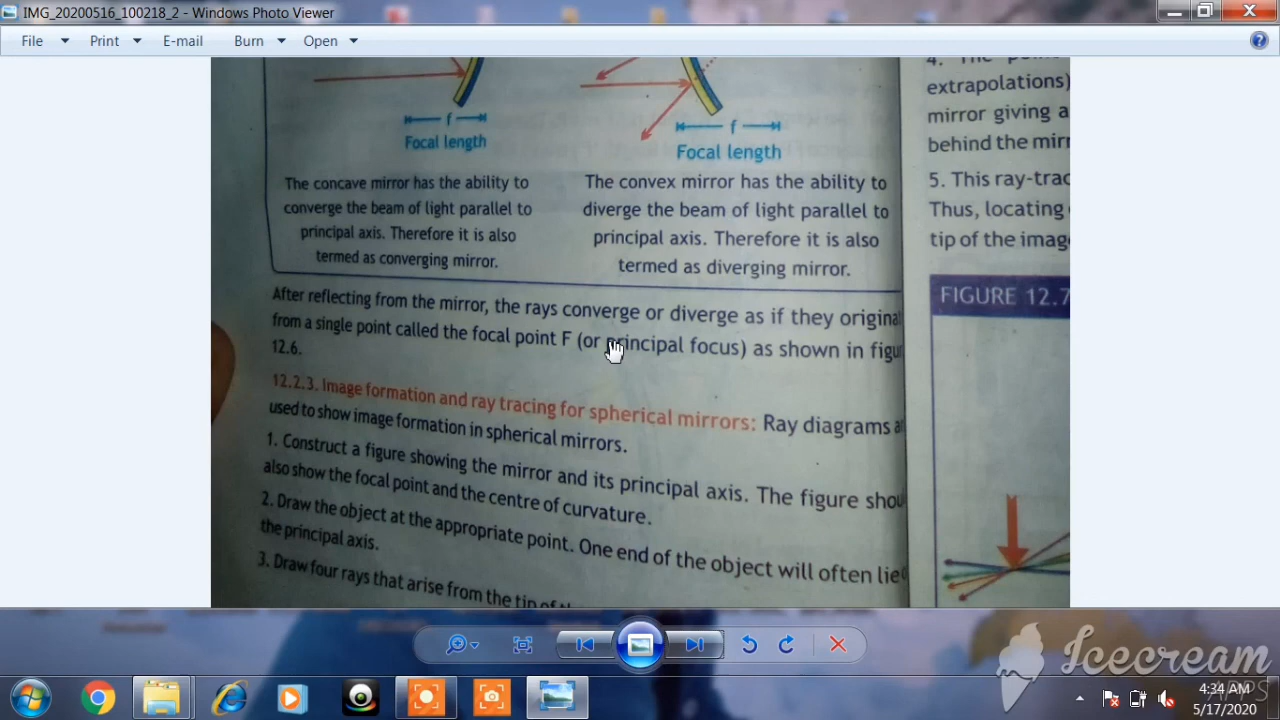 IMG_20200516_100218_2 - Windows Photo Viewer
File Print E-mail Burn Open
f
Focal length
The concave mirror has the ability to
converge the beam of light parallel to
principal axis. Therefore it is also
termed as converging mirror.
f
Focal length
The convex mirror has the ability to
diverge the beam of light parallel to
principal axis. Therefore it is also
termed as diverging mirror.
After reflecting from the mirror, the rays converge or diverge as if they origina
from a single point called the focal point F (or principal focus) as shown in figu
12.6.
12.2.3. Image formation and ray tracing for spherical mirrors: Ray diagrams a
used to show image formation in spherical mirrors.
1. Construct a figure showing the mirror and its principal axis. The figure shou
also show the focal point and the centre of curvature.
2. Draw the object at the appropriate point. One end of the object will often lie
the principal axis.
3. Draw four rays that arise from the tip of
4. The
extrapolations)
mirror giving a
behind the mirr
5. This ray-trac
Thus, locating
tip of the imag
FIGURE 12.7
Icecream
APPS
4:34 AM
5/17/2020